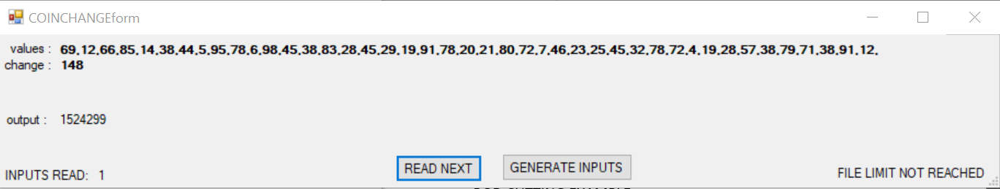 COINCHANGEform
values : 69,12,66,85,14,38,44,5,95,78,6,98,45,38,83,28,45,29,19,91,78,20,21,80,72,7,46,23,25,45,32,78,72,4,19,28,57,38,79,71,38,91,12,
change : 148
output : 1524299
READ NEXT GENERATE INPUTS
INPUTS READ: 1 FILE LIMIT NOT REACHED